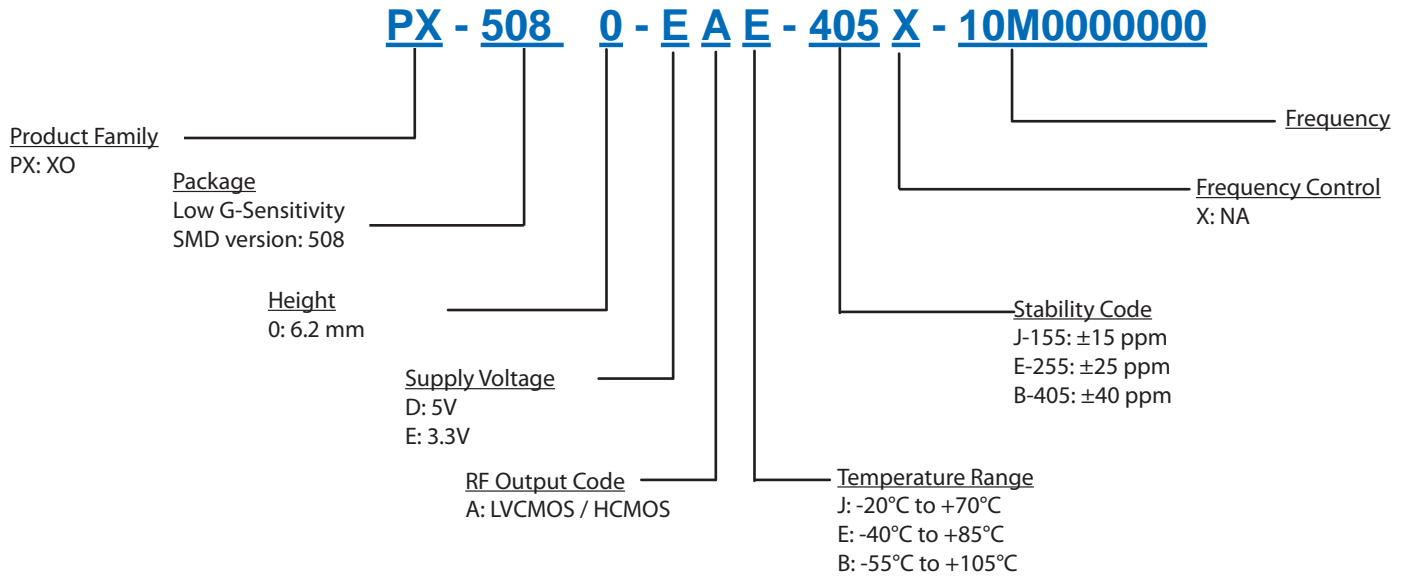 PX - 508 0 - E A E - 405 X - 10M0000000
Product Family
PX: XO
Package
Low G-Sensitivity
SMD version: 508
Height
0: 6.2 mm
Supply Voltage
D: 5V
E: 3.3V
RF Output Code
A: LVCMOS / HCMOS
Temperature Range
J: -20°C to +70°C
E: -40°C to +85°C
B: -55°C to +105°C
Stability Code
J-155: ±15 ppm
E-255: ±25 ppm
B-405: ±40 ppm
Frequency Control
X: NA
Frequency